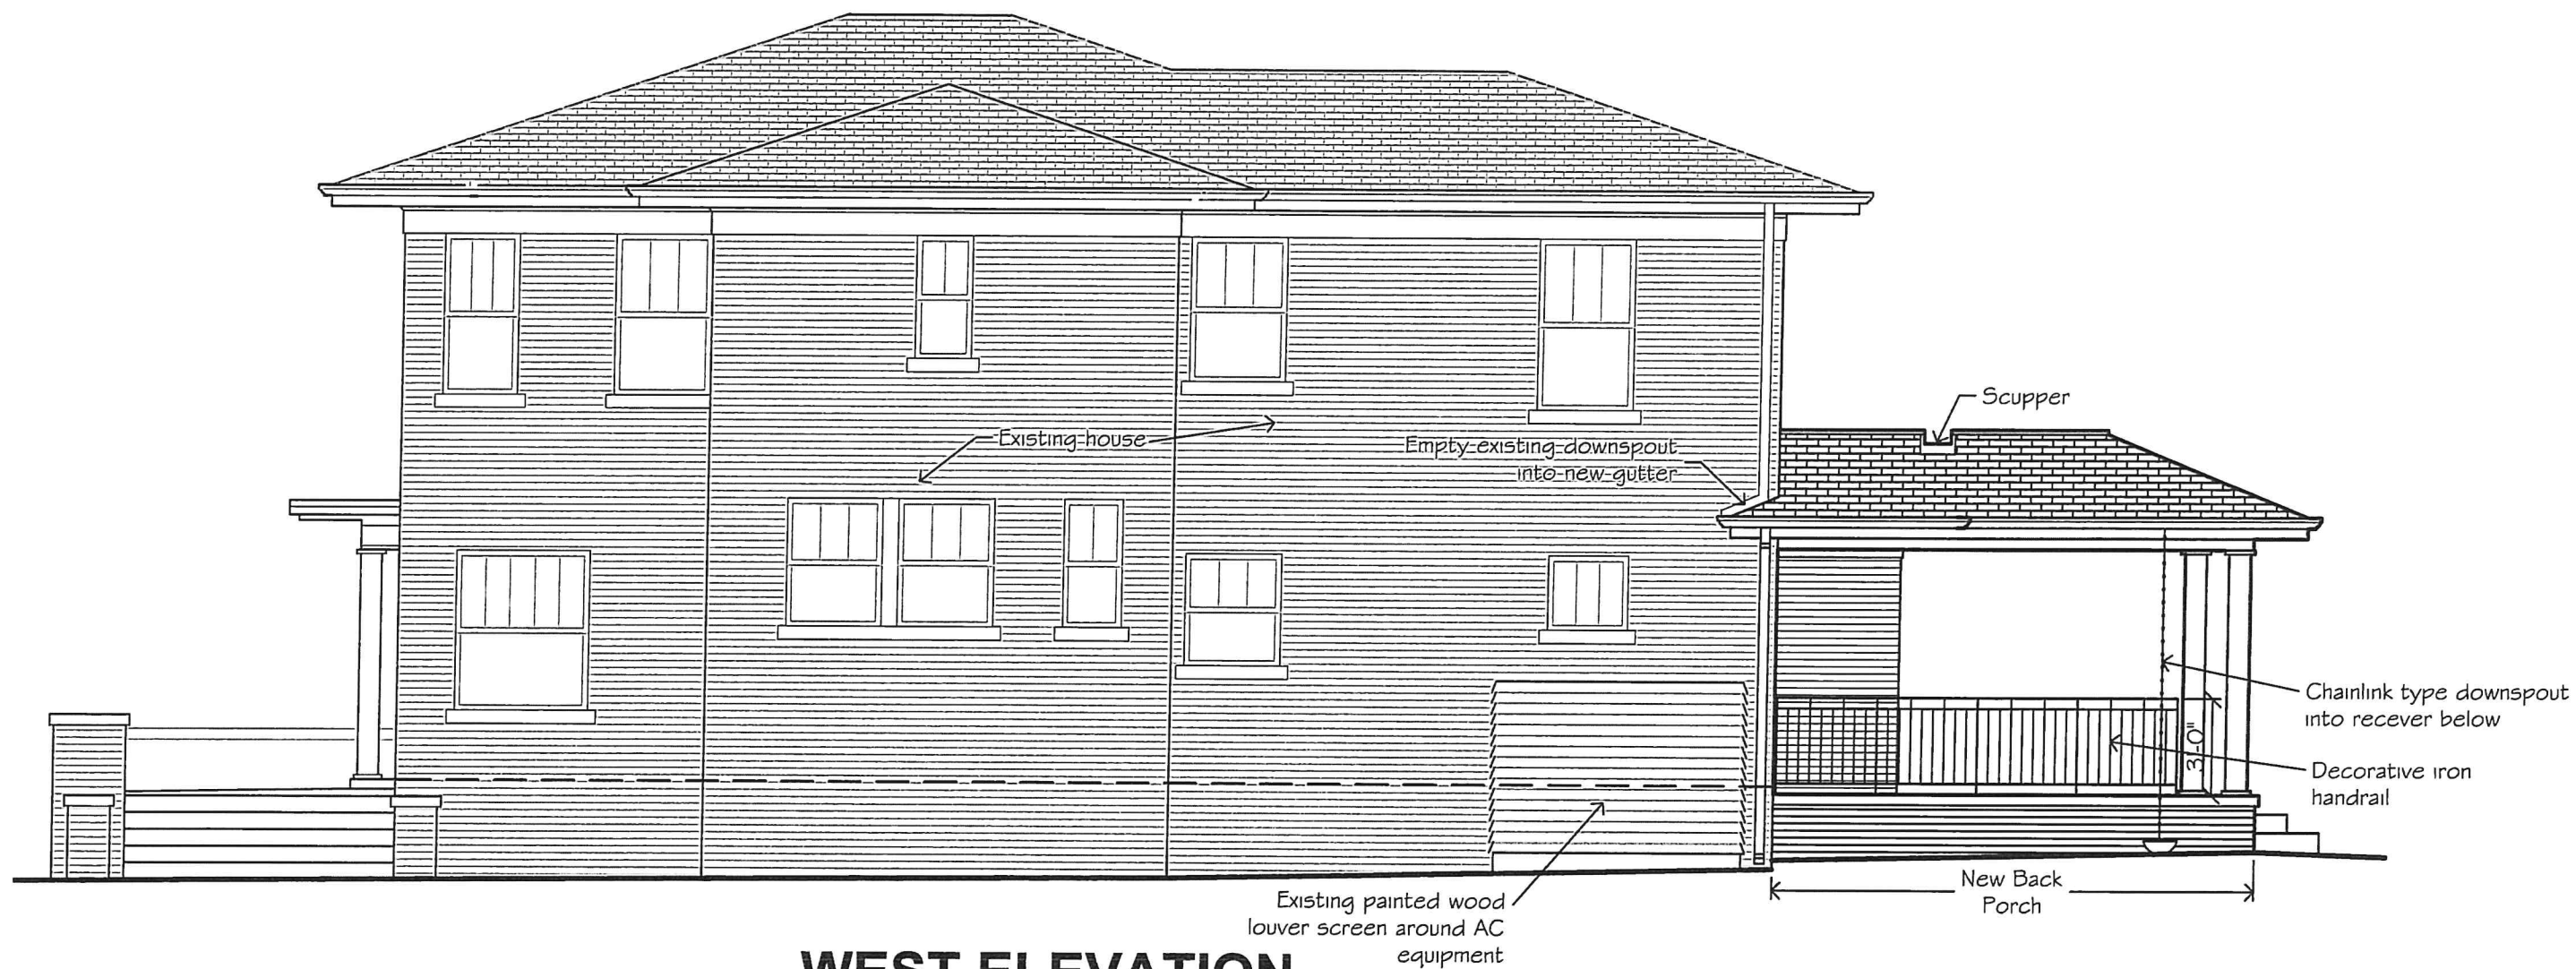 Scupper
Existing house
Empty existing downspout
into new gutter
Chainlink type downspout
into recever below
3'-0"
Decorative iron
handrail
New Back
Porch
Existing painted wood
louver screen around AC
equipment
WEST ELEVATION